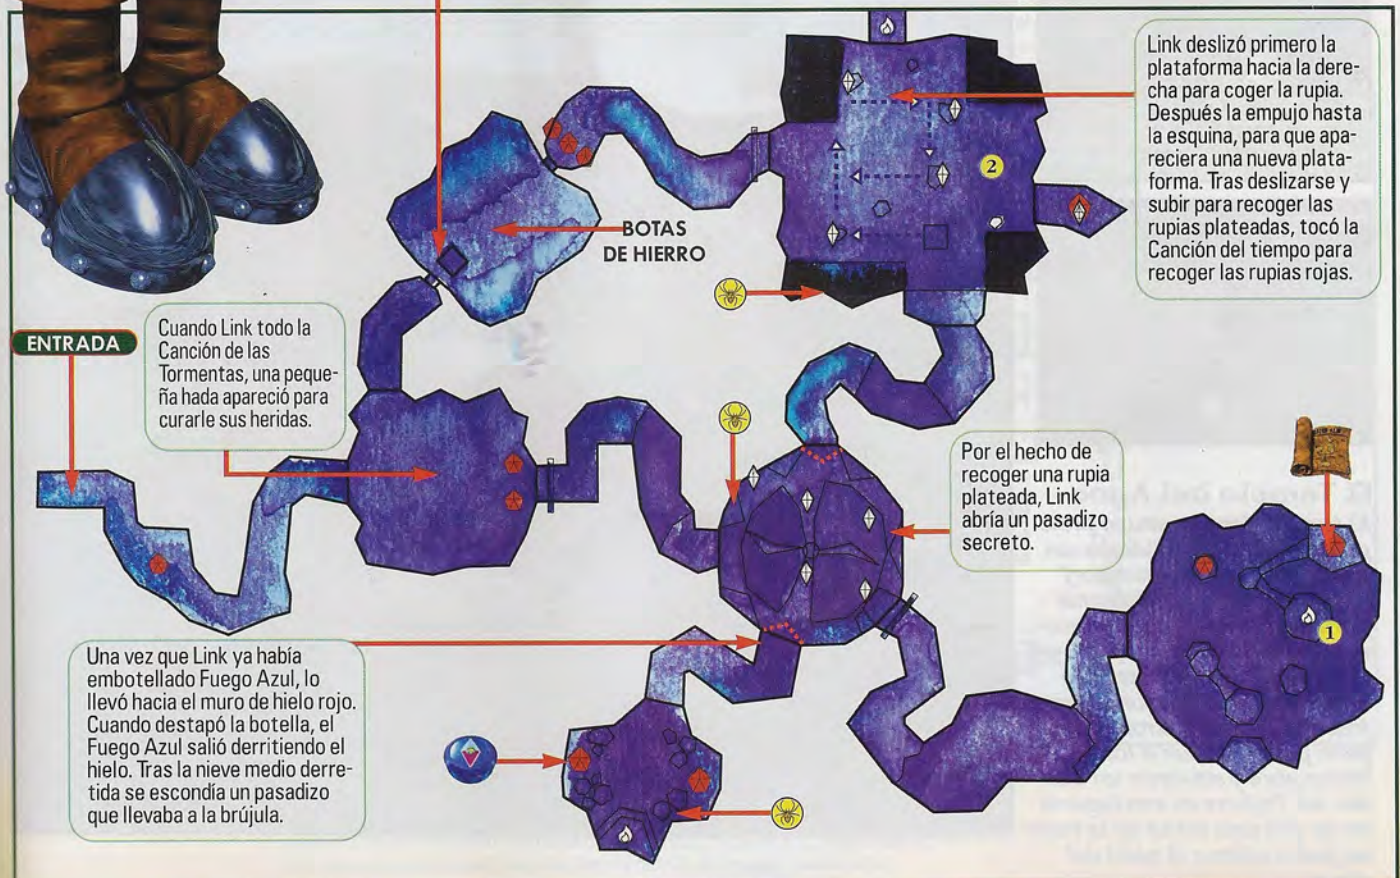 Link deslizó primero la
plataforma hacia la dere-
cha para coger la rupia.
Después la empujo hasta
la esquina, para que apa-
reciera una nueva plata-
forma. Tras deslizarse y
subir para recoger las
rupias plateadas, tocó la
Canción del tiempo para
recoger las rupias rojas.
2
BOTAS
DE HIERRO
ENTRADA
Cuando Link todo la
Canción de las
Tormentas, una peque-
ña hada apareció para
curarle sus heridas.
Por el hecho de
recoger una rupia
plateada, Link
abría un pasadizo
secreto.
1
Una vez que Link ya había
embotellado Fuego Azul, lo
llevó hacia el muro de hielo rojo.
Cuando destapó la botella, el
Fuego Azul salió derritiendo el
hielo. Tras la nieve medio derre-
tida se escondía un pasadizo
que llevaba a la brújula.